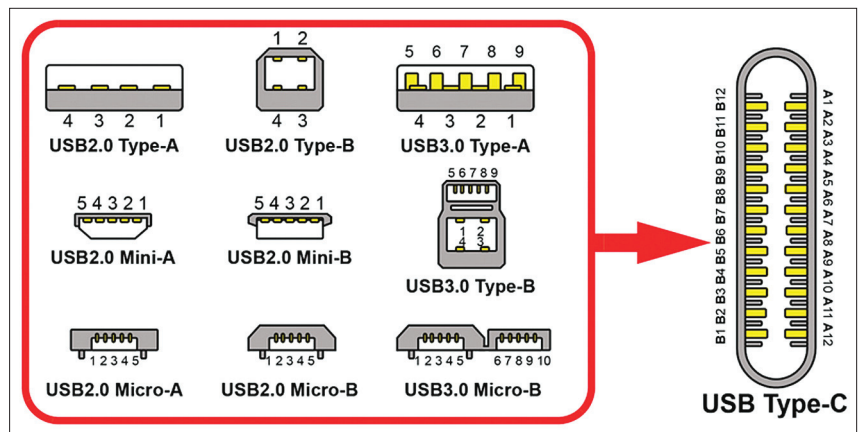 1 2
5 6 7 8 9
4 3 2 1
4 3
4 3 2 1
USB2.0 Type-A
USB2.0 Type-B
USB3.0 Type-A
5 6 7 8 9
5 4 3 2 1
5 4 3 2 1
1 2
4 3
USB2.0 Mini-A
USB2.0 Mini-B
USB3.0 Type-B
1 2 3 4 5
1 2 3 4 5
1 2 3 4 5
6 7 8 9 10
USB2.0 Micro-A
USB2.0 Micro-B
USB3.0 Micro-B
B1 B2 B3 B4 B5 B6 B7 B8 B9 B10 B11 B12
A1 A2 A3 A4 A5 A6 A7 A8 A9 A10 A11 A12
USB Type-C